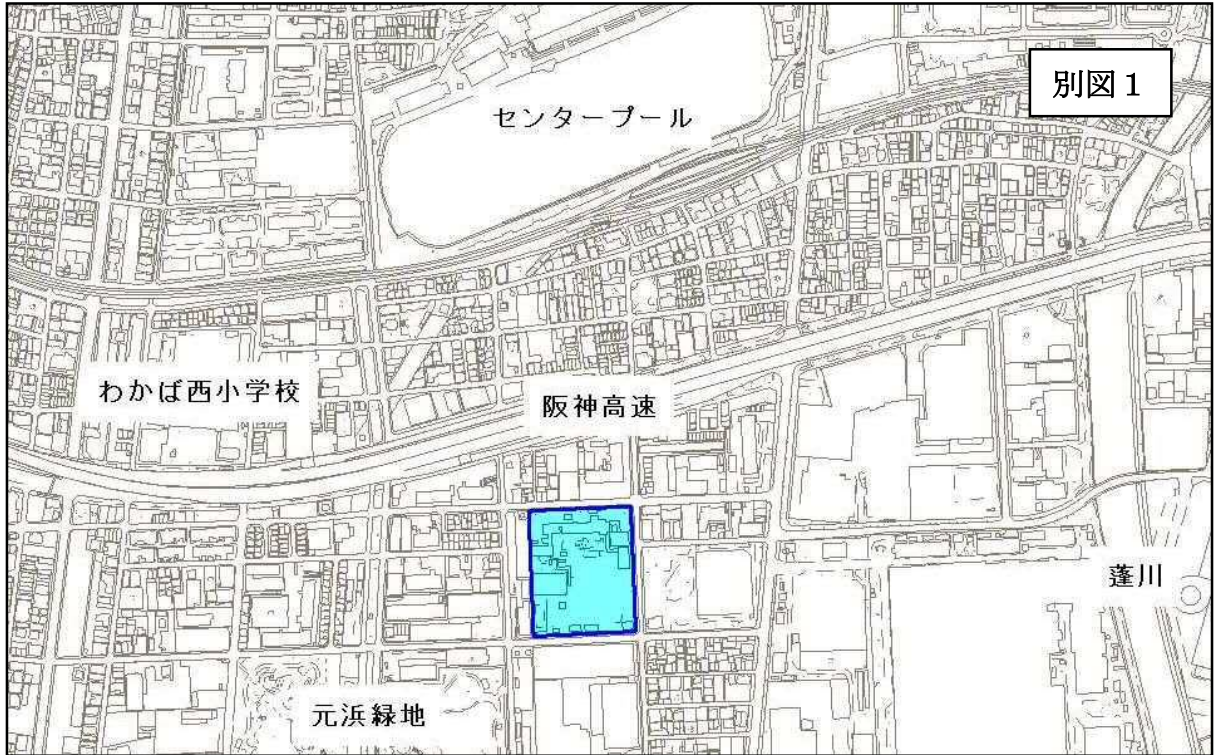 別図1
センタープール
わかば西小学校
阪神高速
蓬川
元浜緑地